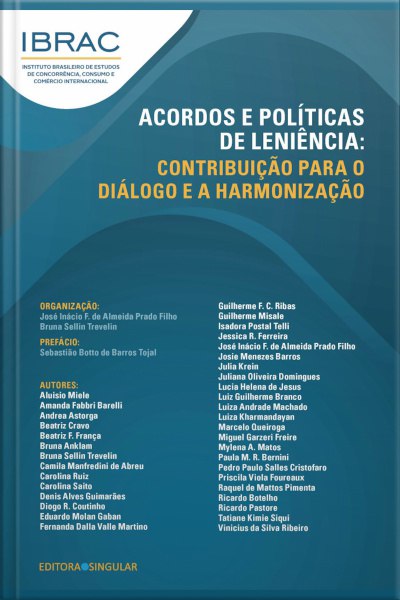 IBRAC
INSTITUTO BRASILEIRO DE ESTUDOS
DE CONCORRÊNCIA, CONSUMO E
COMÉRCIO INTERNACIONAL
ACORDOS E POLÍTICAS
DE LENIÊNCIA:
CONTRIBUIÇÃO PARA O
DIÁLOGO E A HARMONIZAÇÃO
ORGANIZAÇÃO:
José Inácio F. de Almeida Prado Filho
Bruna Sellin Trevelin
PREFÁCIO:
Sebastião Botto de Barros Tojal
AUTORES:
Aluisio Miele
Amanda Fabbri Barelli
Andrea Astorga
Beatriz Cravo
Beatriz F. França
Bruna Anklam
Bruna Sellin Trevelin
Camila Manfredini de Abreu
Carolina Ruiz
Carolina Saito
Denis Alves Guimarães
Diogo R. Coutinho
Eduardo Molan Gaban
Fernanda Dalla Valle Martino
Guilherme F. C. Ribas
Guilherme Misale
Isadora Postal Telli
Jessica R. Ferreira
José Inácio F. de Almeida Prado Filho
Josie Menezes Barros
Julia Krein
Juliana Oliveira Domingues
Lucia Helena de Jesus
Luiz Guilherme Branco
Luiza Andrade Machado
Luiza Kharmandayan
Marcelo Queiroga
Miguel Garzeri Freire
Mylena A. Matos
Paula M. R. Bernini
Pedro Paulo Salles Cristofaro
Priscila Viola Foureaux
Raquel de Mattos Pimenta
Ricardo Botelho
Ricardo Pastore
Tatiane Kimie Siqui
Vinicius da Silva Ribeiro
EDITORA SINGULAR